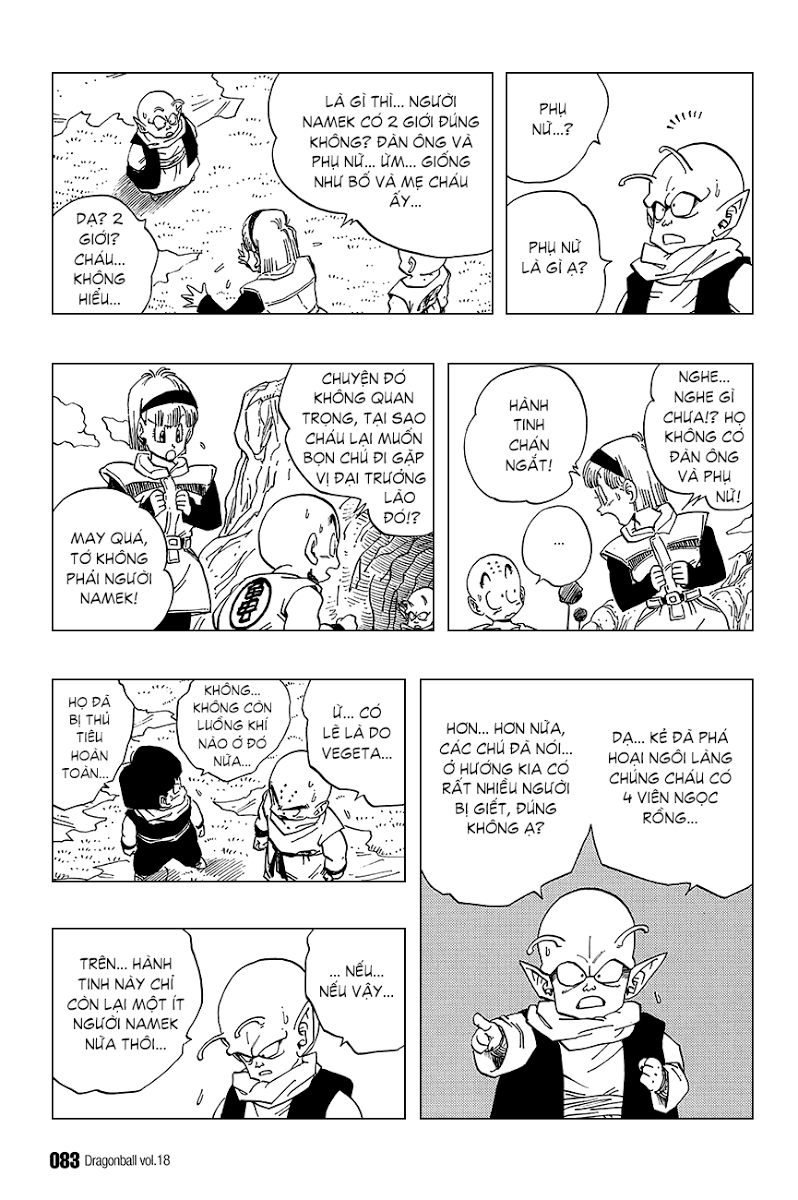 PHỤ
NỮ...?
PHỤ NỮ
LÀ GÌ Ạ?
LÀ GÌ THÌ... NGƯỜI
NAMEK CÓ 2 GIỚI ĐÚNG
KHÔNG? ĐÀN ÔNG VÀ
PHỤ NỮ... ỪM... GIỐNG
NHƯ BỐ VÀ MẸ CHÁU
ẤY...
DẠ? 2
GIỚI?
CHÁU...
KHÔNG
HIỂU...
NGHE...
NGHE GÌ
CHƯA!? HỌ
KHÔNG CÓ
ĐÀN ÔNG
VÀ PHỤ
NỮ!
HÀNH
TINH
CHÁN
NGẮT!
...
CHUYỆN ĐÓ
KHÔNG QUAN
TRỌNG, TẠI SAO
CHÁU LẠI MUỐN
BỌN CHÚ ĐI GẶP
VỊ ĐẠI TRƯỞNG
LÃO
ĐÓ!?
MAY QUÁ,
TỚ KHÔNG
PHẢI NGƯỜI
NAMEK!
DẠ... KẺ ĐÃ PHÁ
HOẠI NGÔI LÀNG
CHÚNG CHÁU CÓ
4 VIÊN NGỌC
RỒNG...
HƠN... HƠN NỮA,
CÁC CHÚ ĐÃ NÓI...
Ở HƯỚNG KIA CÓ
RẤT NHIỀU NGƯỜI
BỊ GIẾT, ĐÚNG
KHÔNG Ạ?
Ừ... CÓ
LẼ LÀ DO
VEGETA...
KHÔNG...
KHÔNG CÒN
LUỒNG KHÍ
NÀO Ở ĐÓ
NỮA...
HỌ ĐÃ
BỊ THỦ
TIÊU
HOÀN
TOÀN...
... NẾU...
NẾU VẬY...
TRÊN... HÀNH
TINH NÀY CHỈ
CÒN LẠI MỘT ÍT
NGƯỜI NAMEK
NỮA THÔI...
083 Dragonball vol.18